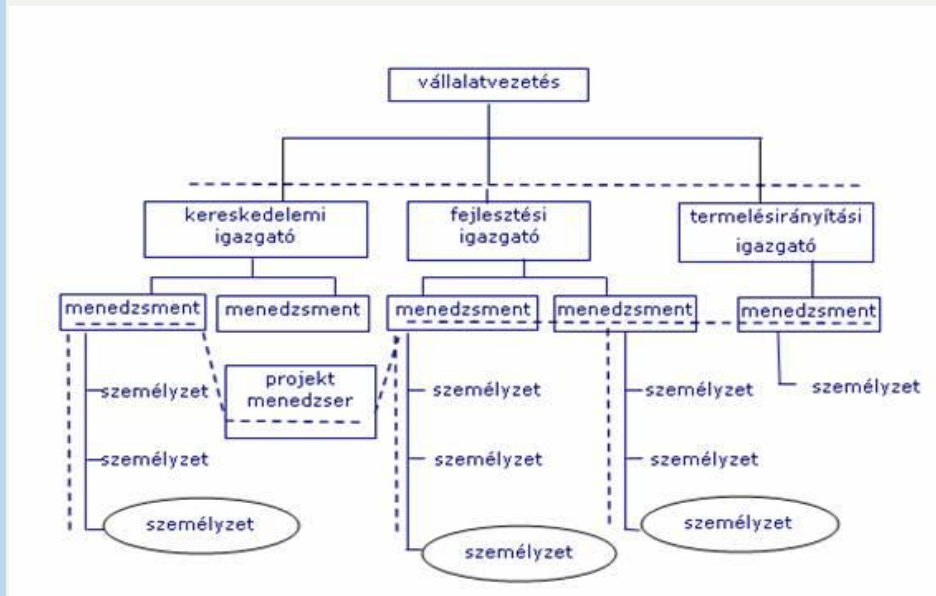 vállalatvezetés
kereskedelemi
igazgató
fejlesztési
igazgató
termelésirányítási
igazgató
menedzsment
menedzsment
menedzsment
menedzsment
menedzsment
projekt
menedzser
személyzet
személyzet
személyzet
személyzet
személyzet
személyzet
személyzet
személyzet
személyzet
személyzet